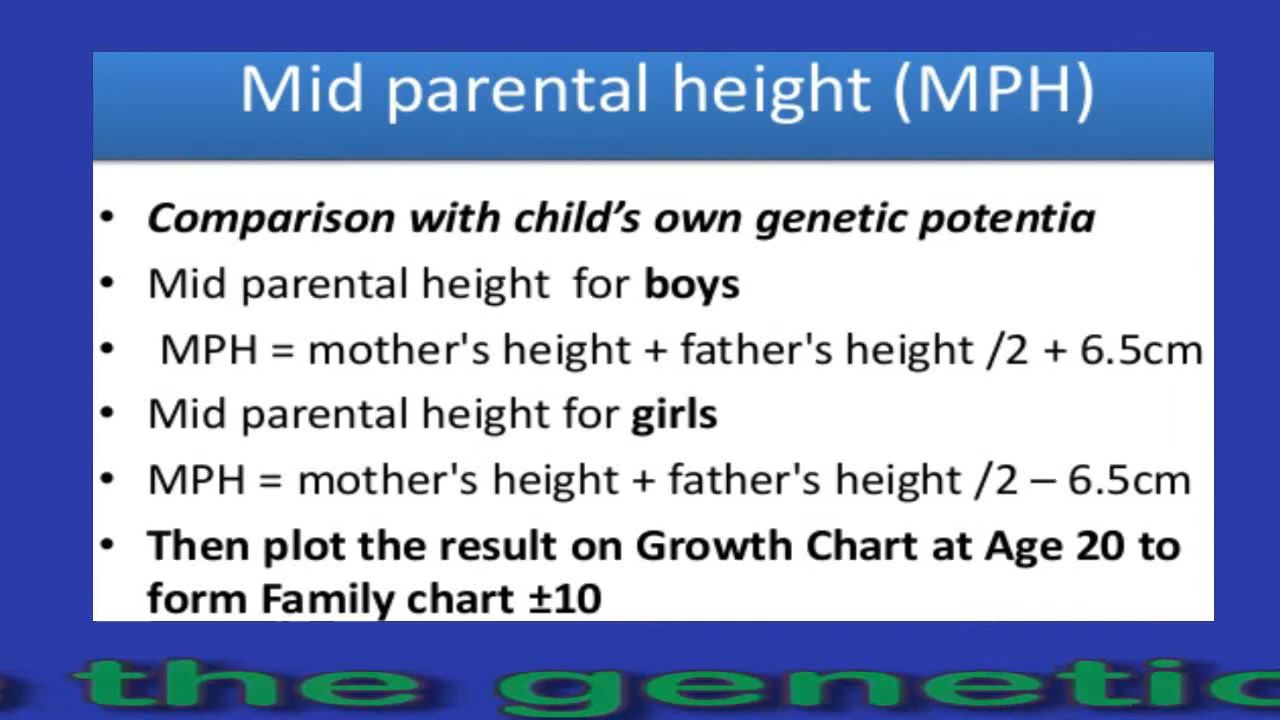 Mid parental height (MPH)
• Comparison with child's own genetic potentia
• Mid parental height for boys
• MPH = mother's height + father's height /2 + 6.5cm
• Mid parental height for girls
• MPH = mother's height + father's height /2 – 6.5cm
• Then plot the result on Growth Chart at Age 20 to
form Family chart ±10
the genetic